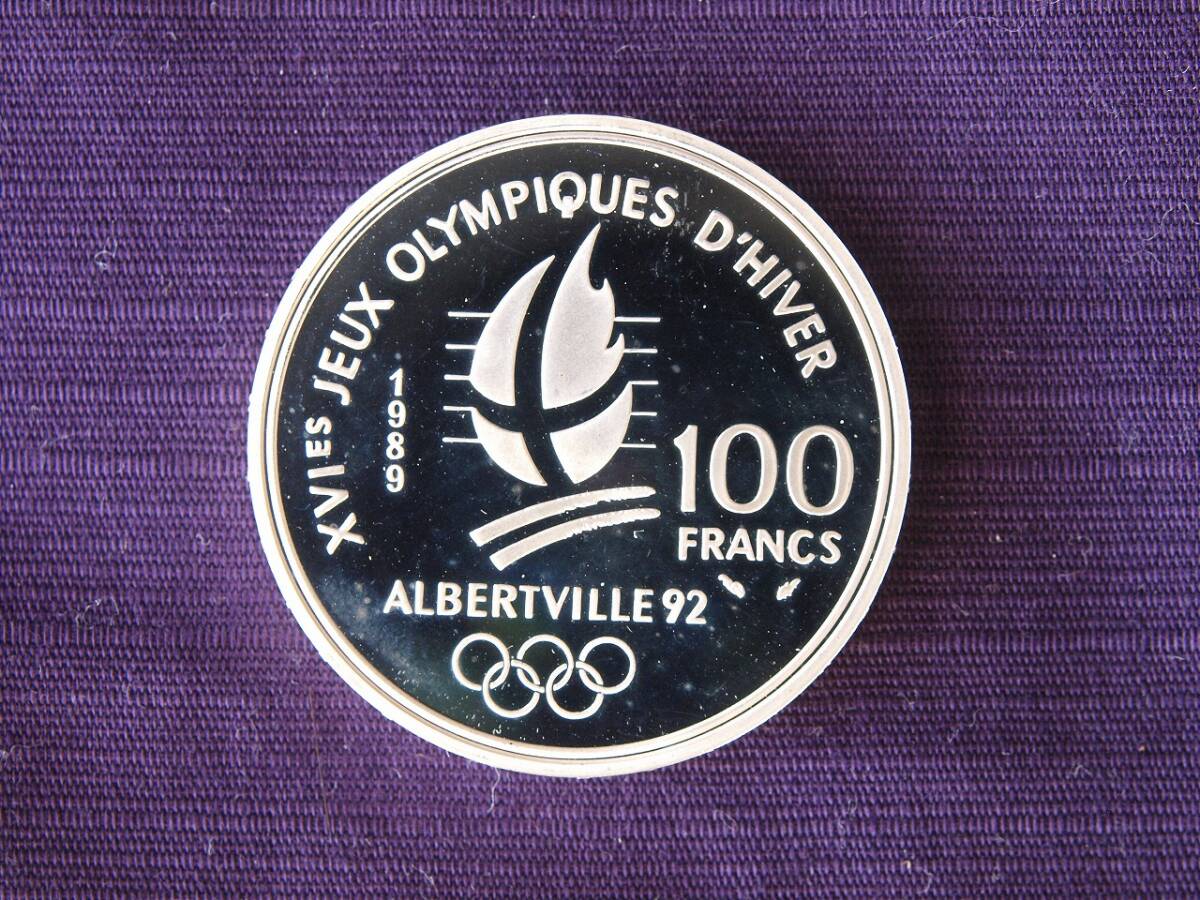 XVIES JEUX OLYMPIQUES D'HIVER
1989
100
FRANCS
ALBERTVILLE 92